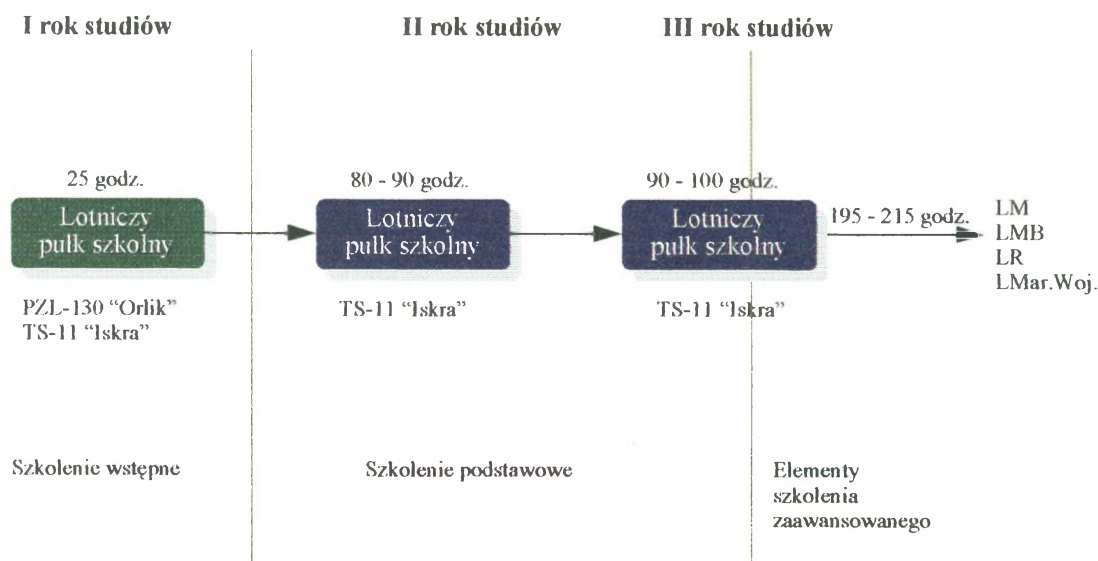 I rok studiów
II rok studiów
III rok studiów
25 godz.
80 - 90 godz.
90 - 100 godz.
Lotniczy
pułk szkolny
Lotniczy
pułk szkolny
Lotniczy
pułk szkolny
195 - 215 godz.
LM
LMB
LR
LMar.Woj.
PZL-130 “Orlik”
TS-11 “Iskra”
TS-11 “Iskra”
TS-11 “Iskra”
Szkolenie wstępne
Szkolenie podstawowe
Elementy
szkolenia
zaawansowanego